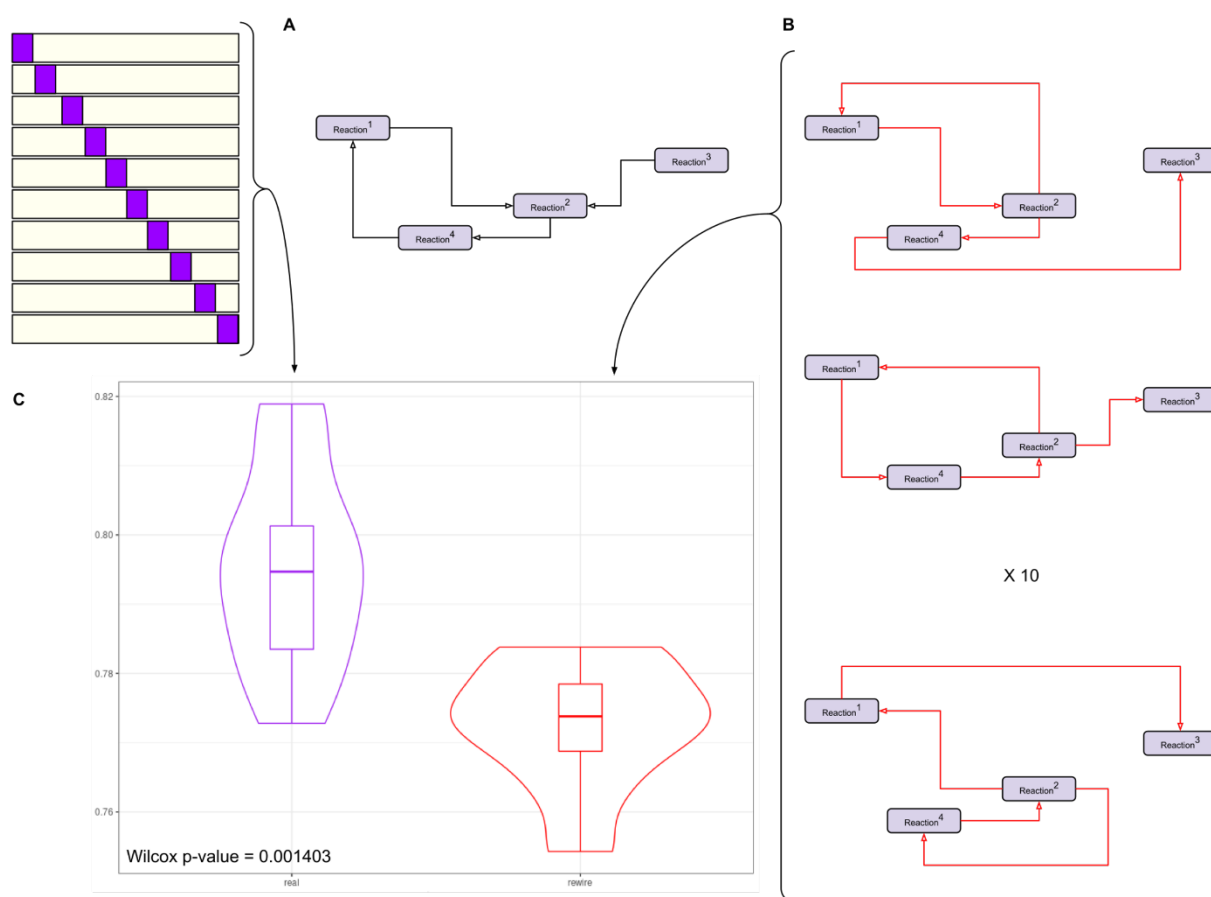 A
B
Reaction1
Reaction3
Reaction2
Reaction4
Reaction1
Reaction3
Reaction2
Reaction4
Reaction1
Reaction3
Reaction2
Reaction4
X 10
Reaction1
Reaction3
Reaction2
Reaction4
C
0.82
0.80
0.78
0.76
Wilcox p-value = 0.001403
real
rewire